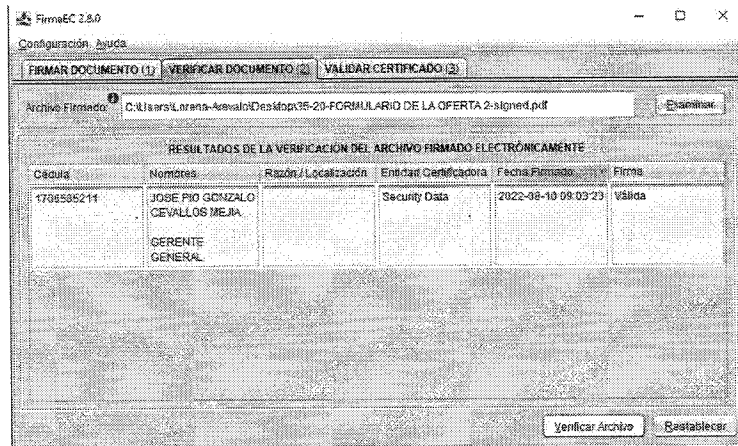 FirmaEC 2.8.0
Configuración Ayuda
FIRMAR DOCUMENTO (1) VERIFICAR DOCUMENTO (2) VALIDAR CERTIFICADO (3)
Archivo Firmado: C:\Users\Lorena-Arevalo\Desktop\35-20-FORMULARIO DE LA OFERTA 2-signed.pdf Examinar
RESULTADOS DE LA VERIFICACIÓN DEL ARCHIVO FIRMADO ELECTRÓNICAMENTE
Cédula Nombres Razón / Localización Entidad Certificadora Fecha Firmado Firma
1706585211 JOSE PIO GONZALO Security Data 2022-08-10 09:03:23 Válida
CEVALLOS MEJIA
GERENTE
GENERAL
Verificar Archivo Restablecer